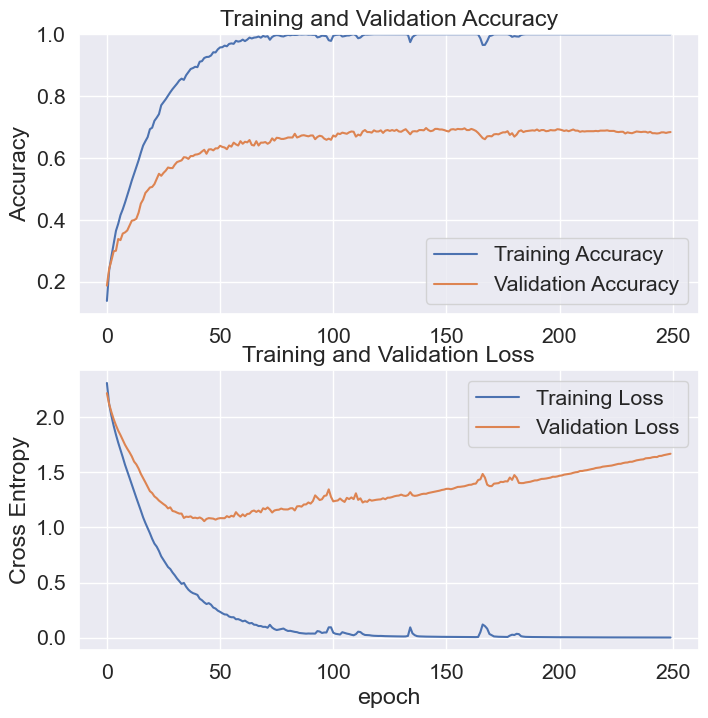 Training and Validation Accuracy
1.0
0.8
0.6
0.4
0.2
Accuracy
Training Accuracy
Validation Accuracy
0 50 100 150 200 250
Training and Validation Loss
2.0
1.5
1.0
0.5
0.0
Cross Entropy
Training Loss
Validation Loss
0 50 100 150 200 250
epoch